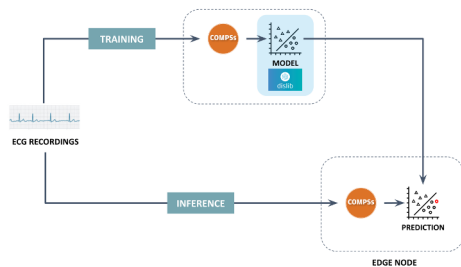 TRAINING
COMPSs
MODEL
dislib
ECG RECORDINGS
INFERENCE
COMPSs
PREDICTION
EDGE NODE